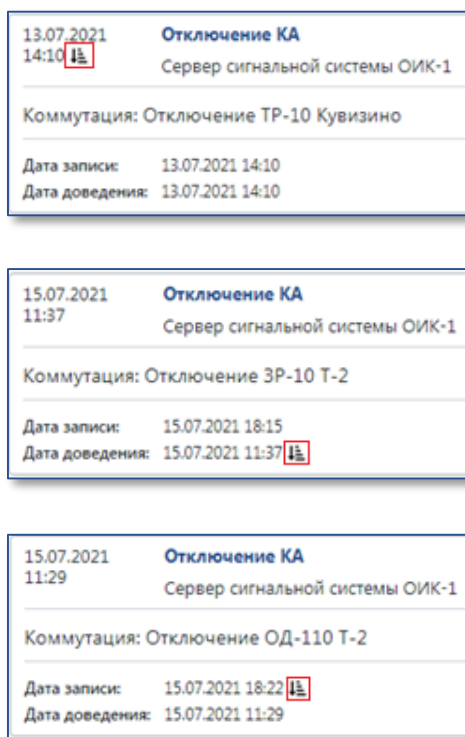 13.07.2021 Отключение КА
14:10
Сервер сигнальной системы ОИК-1
Коммутация: Отключение ТР-10 Кувизино
Дата записи: 13.07.2021 14:10
Дата доведения: 13.07.2021 14:10
15.07.2021 Отключение КА
11:37
Сервер сигнальной системы ОИК-1
Коммутация: Отключение ЗР-10 Т-2
Дата записи: 15.07.2021 18:15
Дата доведения: 15.07.2021 11:37
15.07.2021 Отключение КА
11:29
Сервер сигнальной системы ОИК-1
Коммутация: Отключение ОД-110 Т-2
Дата записи: 15.07.2021 18:22
Дата доведения: 15.07.2021 11:29